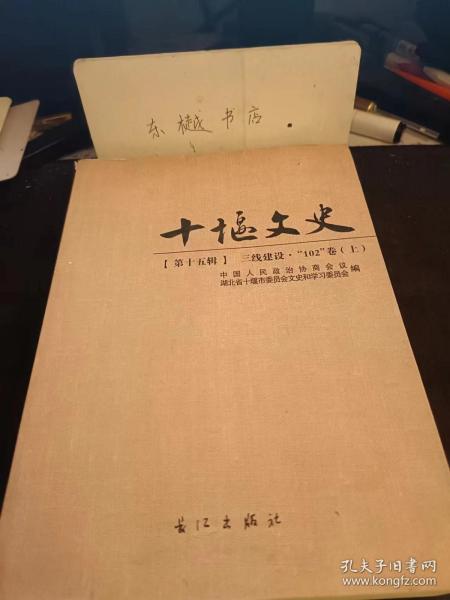 东樾书店.
十堰文史
【第十五辑】 三线建设·“102”卷（上）
中国人民政治协商会议
湖北省十堰市委员会文史和学习委员会 编
长江出版社
孔夫子旧书网
www.kongfz.com